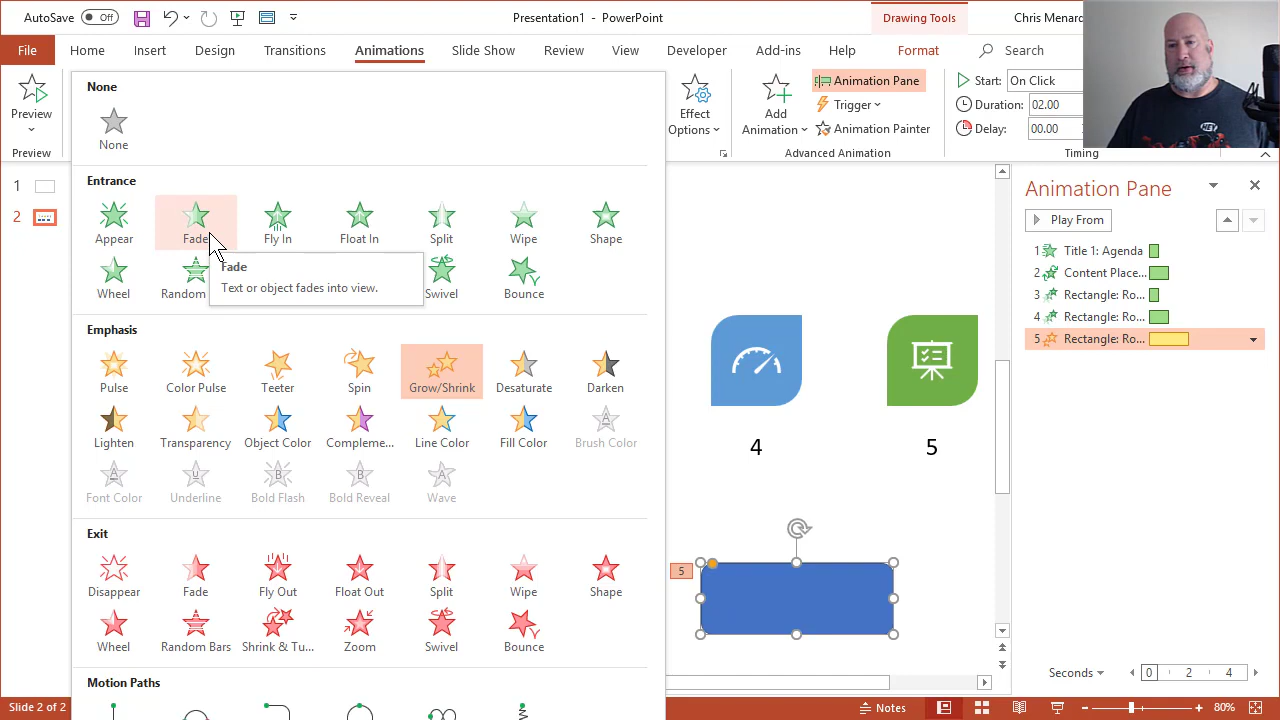 AutoSave Off Presentation1 - PowerPoint Drawing Tools Chris Menard
File Home Insert Design Transitions Animations Slide Show Review View Developer Add-ins Help Format Search
Preview
Preview
None
None
Entrance
Appear Fade Fly In Float In Split Wipe Shape
Wheel Random Swivel Bounce
Fade
Text or object fades into view.
Emphasis
Pulse Color Pulse Teeter Spin Grow/Shrink Desaturate Darken
Lighten Transparency Object Color Compleme... Line Color Fill Color Brush Color
Font Color Underline Bold Flash Bold Reveal Wave
Exit
Disappear Fade Fly Out Float Out Split Wipe Shape
Wheel Random Bars Shrink & Tu... Zoom Swivel Bounce
Motion Paths
Effect
Options
Add
Animation
Animation Pane
Trigger
Animation Painter
Advanced Animation
Start: On Click
Duration: 02.00
Delay: 00.00
Timing
1
2
4
5
5
Animation Pane
Play From
1 Title 1: Agenda
2 Content Place...
3 Rectangle: Ro...
4 Rectangle: Ro...
5 Rectangle: Ro...
Seconds 0 2 4
Slide 2 of 2 Notes 80%